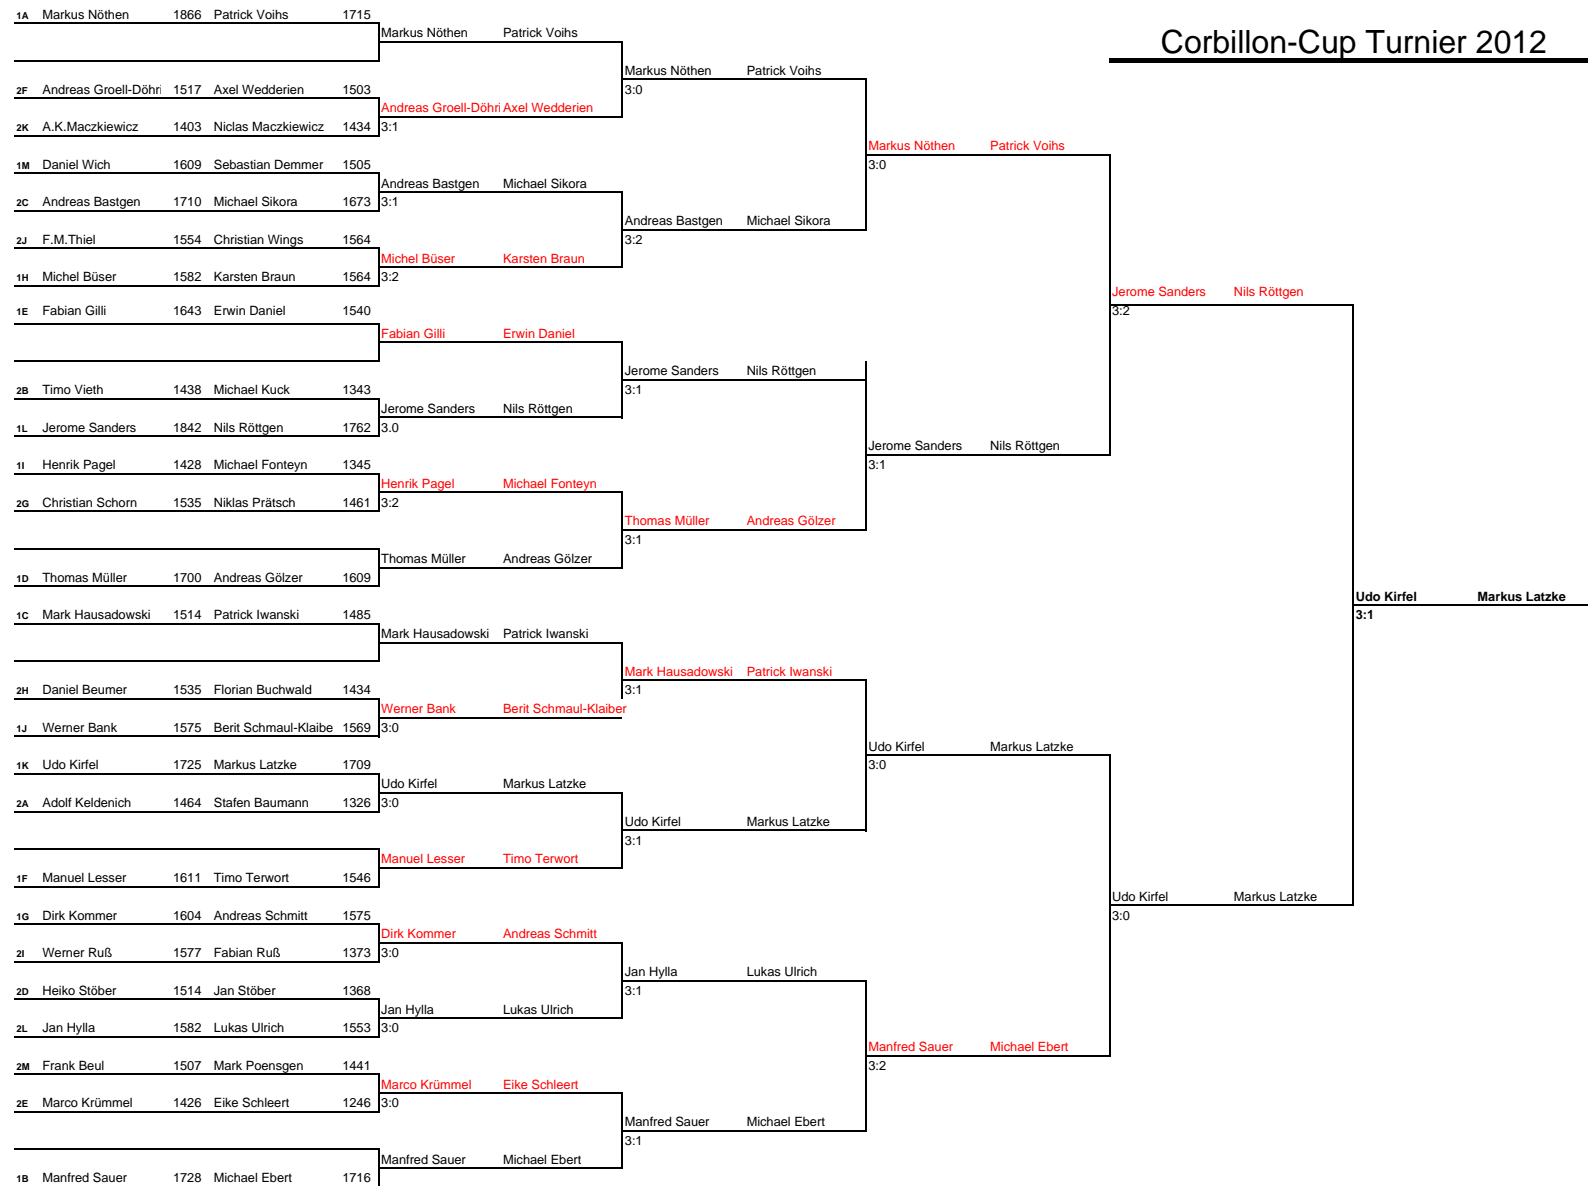 1A Markus Nöthen 1866 Patrick Voihs 1715
Markus Nöthen Patrick Voihs
Corbillon-Cup Turnier 2012
Markus Nöthen Patrick Voihs
2F Andreas Groell-Döhri 1517 Axel Wedderien 1503
3:0
Andreas Groell-Döhri Axel Wedderien
2K A.K.Maczkiewicz 1403 Niclas Maczkiewicz 1434 3:1
Markus Nöthen Patrick Voihs
1M Daniel Wich 1609 Sebastian Demmer 1505
3:0
Andreas Bastgen Michael Sikora
2C Andreas Bastgen 1710 Michael Sikora 1673 3:1
Andreas Bastgen Michael Sikora
2J F.M.Thiel 1554 Christian Wings 1564
3:2
Michel Büser Karsten Braun
1H Michel Büser 1582 Karsten Braun 1564 3:2
Jerome Sanders Nils Röttgen
1E Fabian Gilli 1643 Erwin Daniel 1540
3:2
Fabian Gilli Erwin Daniel
Jerome Sanders Nils Röttgen
2B Timo Vieth 1438 Michael Kuck 1343
3:1
Jerome Sanders Nils Röttgen
1L Jerome Sanders 1842 Nils Röttgen 1762 3.0
Jerome Sanders Nils Röttgen
1I Henrik Pagel 1428 Michael Fonteyn 1345
3:1
Henrik Pagel Michael Fonteyn
2G Christian Schorn 1535 Niklas Prätsch 1461 3:2
Thomas Müller Andreas Gölzer
3:1
Thomas Müller Andreas Gölzer
1D Thomas Müller 1700 Andreas Gölzer 1609
Udo Kirfel Markus Latzke
1C Mark Hausadowski 1514 Patrick Iwanski 1485
3:1
Mark Hausadowski Patrick Iwanski
Mark Hausadowski Patrick Iwanski
2H Daniel Beumer 1535 Florian Buchwald 1434
3:1
Werner Bank Berit Schmaul-Klaiber
1J Werner Bank 1575 Berit Schmaul-Klaibe 1569 3:0
Udo Kirfel Markus Latzke
1K Udo Kirfel 1725 Markus Latzke 1709
3:0
Udo Kirfel Markus Latzke
2A Adolf Keldenich 1464 Stafen Baumann 1326 3:0
Udo Kirfel Markus Latzke
3:1
Manuel Lesser Timo Terwort
1F Manuel Lesser 1611 Timo Terwort 1546
Udo Kirfel Markus Latzke
1G Dirk Kommer 1604 Andreas Schmitt 1575
3:0
Dirk Kommer Andreas Schmitt
2I Werner Ruß 1577 Fabian Ruß 1373 3:0
Jan Hylla Lukas Ulrich
2D Heiko Stöber 1514 Jan Stöber 1368
3:1
Jan Hylla Lukas Ulrich
2L Jan Hylla 1582 Lukas Ulrich 1553 3:0
Manfred Sauer Michael Ebert
2M Frank Beul 1507 Mark Poensgen 1441
3:2
Marco Krümmel Eike Schleert
2E Marco Krümmel 1426 Eike Schleert 1246 3:0
Manfred Sauer Michael Ebert
3:1
Manfred Sauer Michael Ebert
1B Manfred Sauer 1728 Michael Ebert 1716